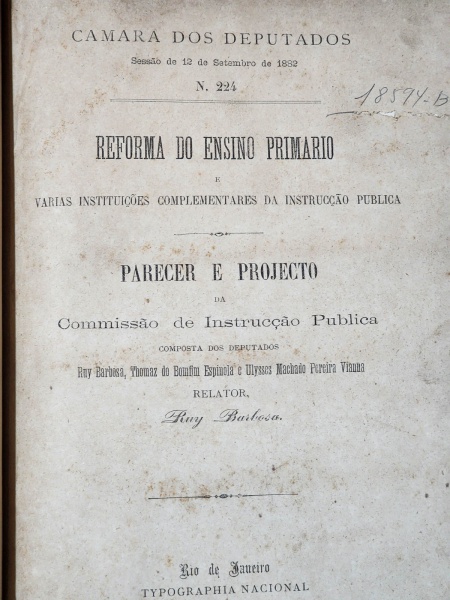 CAMARA DOS DEPUTADOS
Sessão de 12 de Setembro de 1882
N. 224
18574-B
REFORMA DO ENSINO PRIMARIO
E
VARIAS INSTITUIÇÕES COMPLEMENTARES DA INSTRUCÇÃO PUBLICA
PARECER E PROJECTO
DA
Commissão de Instrucção Publica
COMPOSTA DOS DEPUTADOS
Ruy Barbosa, Thomaz do Bomfim Espinola e Ulysses Machado Pereira Vianna
RELATOR,
Ruy Barbosa.
Rio de Janeiro
TYPOGRAPHIA NACIONAL